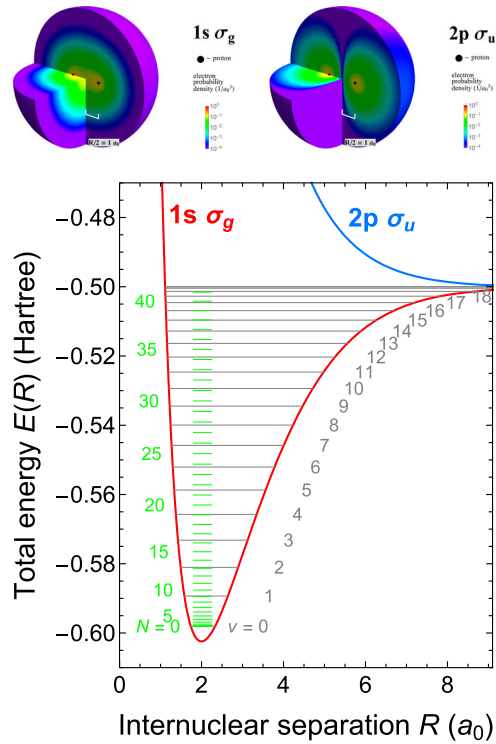 1s σg
- proton
electron
probability
density (1/a0³)
10⁰
10⁻¹
10⁻²
10⁻³
10⁻⁴
R/2 = 1 a0
2p σu
- proton
electron
probability
density (1/a0³)
10⁰
10⁻¹
10⁻²
10⁻³
10⁻⁴
R/2 = 1 a0
1s σg
2p σu
Total energy E(R) (Hartree)
-0.48
-0.50
-0.52
-0.54
-0.56
-0.58
-0.60
40
35
30
25
20
15
10
5
N = 0
v = 0
1
2
3
4
5
6
7
8
9
10
11
12
13
14
15
16
17
18
0
2
4
6
8
Internuclear separation R (a0)